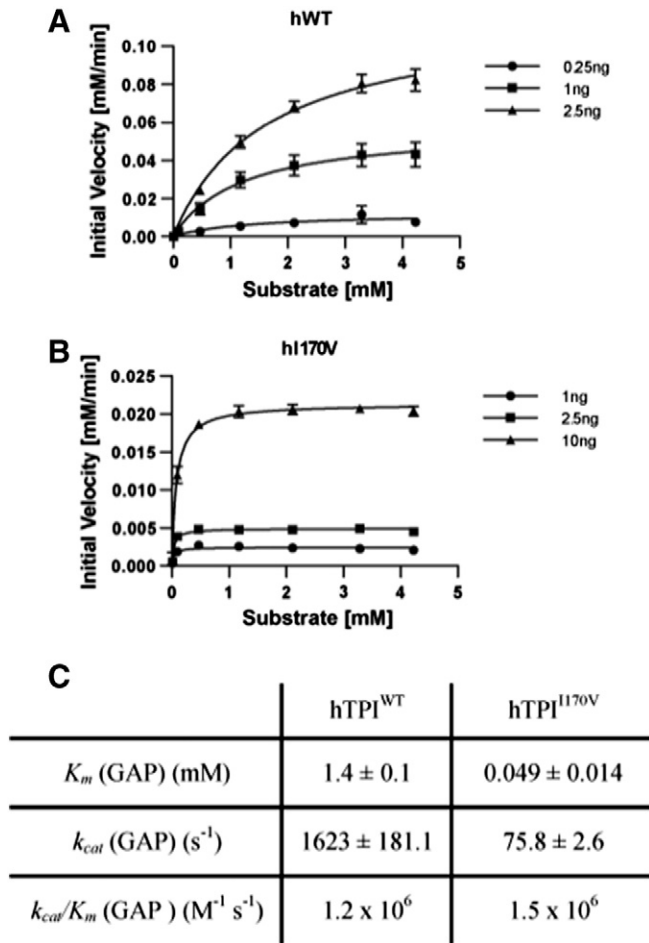 A
hWT
Initial Velocity [mM/min]
0.10
0.08
0.06
0.04
0.02
0.00
0 1 2 3 4 5
Substrate [mM]
0.25ng
1ng
2.5ng
B
hI170V
Initial Velocity [mM/min]
0.025
0.020
0.015
0.010
0.005
0.000
0 1 2 3 4 5
Substrate [mM]
1ng
2.5ng
10ng
C
hTPI^WT hTPI^I170V
K_m (GAP) (mM) 1.4 ± 0.1 0.049 ± 0.014
k_cat (GAP) (s⁻¹) 1623 ± 181.1 75.8 ± 2.6
k_cat/K_m (GAP ) (M⁻¹ s⁻¹) 1.2 x 10⁶ 1.5 x 10⁶